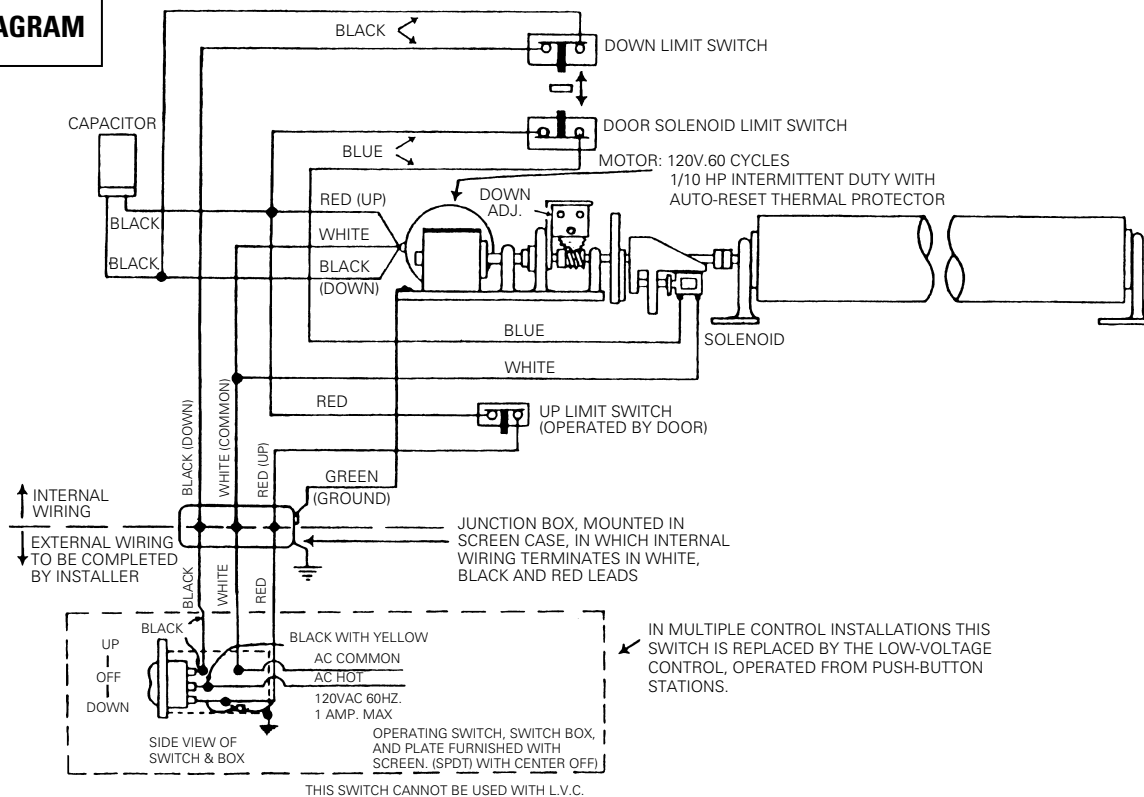 AGRAM
BLACK
DOWN LIMIT SWITCH
CAPACITOR
DOOR SOLENOID LIMIT SWITCH
BLUE
MOTOR: 120V.60 CYCLES
1/10 HP INTERMITTENT DUTY WITH
AUTO-RESET THERMAL PROTECTOR
DOWN
ADJ.
RED (UP)
BLACK
WHITE
BLACK
BLACK
(DOWN)
BLUE
SOLENOID
WHITE
RED
UP LIMIT SWITCH
(OPERATED BY DOOR)
BLACK (DOWN)
WHITE (COMMON)
RED (UP)
GREEN
(GROUND)
INTERNAL
WIRING
EXTERNAL WIRING
TO BE COMPLETED
BY INSTALLER
JUNCTION BOX, MOUNTED IN
SCREEN CASE, IN WHICH INTERNAL
WIRING TERMINATES IN WHITE,
BLACK AND RED LEADS
BLACK
WHITE
RED
BLACK
BLACK WITH YELLOW
UP
OFF
DOWN
AC COMMON
AC HOT
120VAC 60HZ.
1 AMP. MAX
SIDE VIEW OF
SWITCH & BOX
OPERATING SWITCH, SWITCH BOX,
AND PLATE FURNISHED WITH
SCREEN. (SPDT) WITH CENTER OFF)
IN MULTIPLE CONTROL INSTALLATIONS THIS
SWITCH IS REPLACED BY THE LOW-VOLTAGE
CONTROL, OPERATED FROM PUSH-BUTTON
STATIONS.
THIS SWITCH CANNOT BE USED WITH L.V.C.